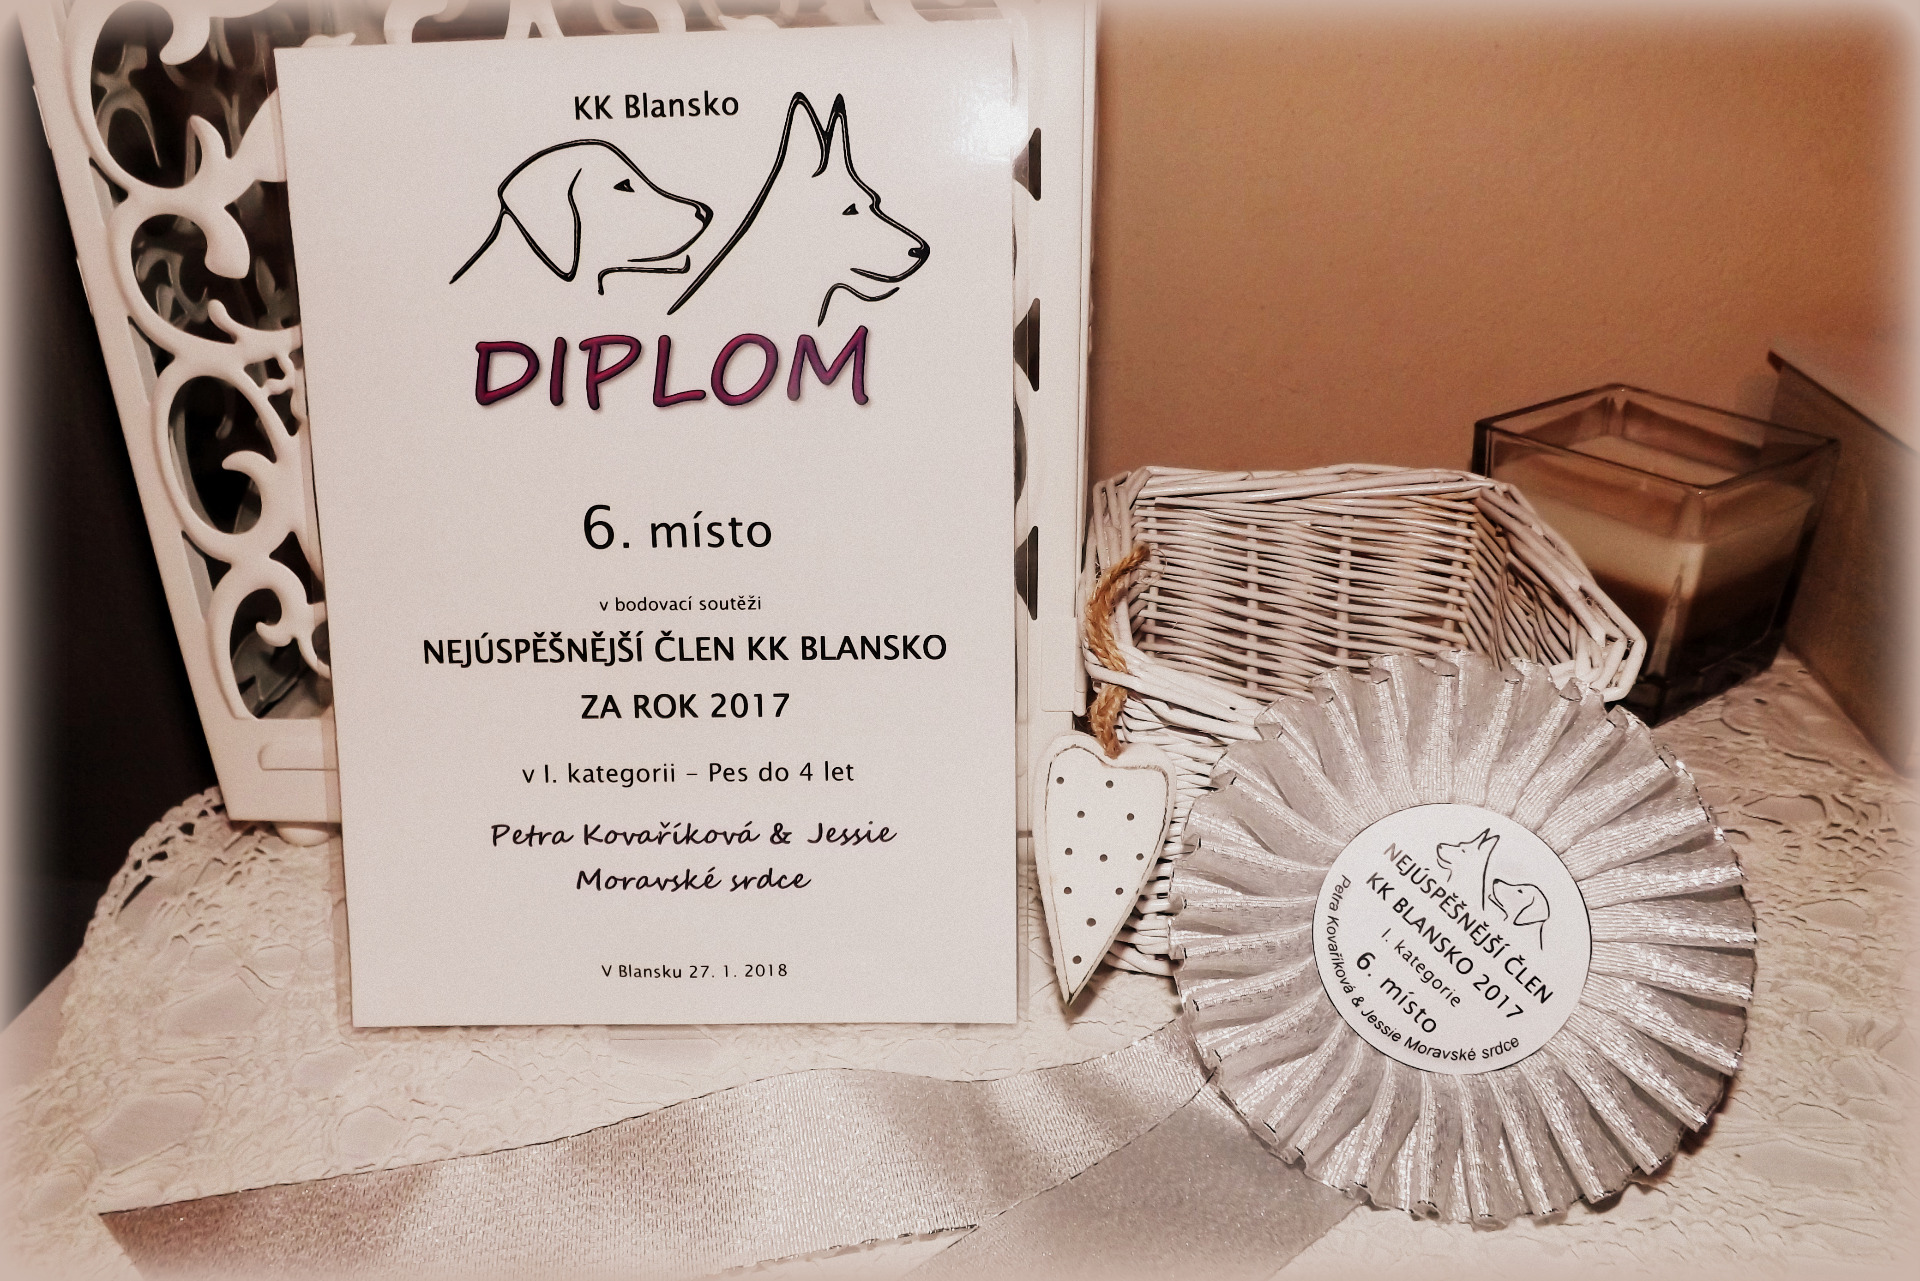 KK Blansko
DIPLOM
6. místo
v bodovací soutěži
NEJÚSPĚŠNĚJŠÍ ČLEN KK BLANSKO
ZA ROK 2017
v I. kategorii – Pes do 4 let
Petra Kovaříková & Jessie
Moravské srdce
V Blansku 27. 1. 2018
NEJÚSPĚŠNĚJŠÍ ČLEN
KK BLANSKO 2017
I. kategorie
6. místo
Petra Kovaříková & Jessie Moravské srdce